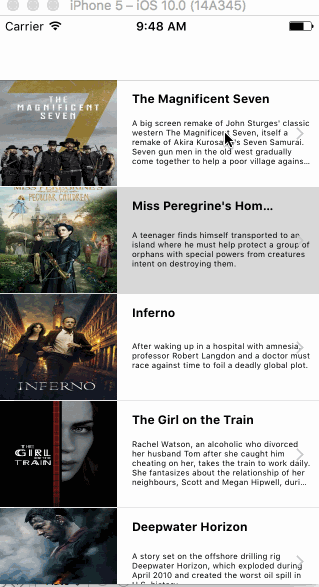 iPhone 5 – iOS 10.0 (14A345)
Carrier 9:48 AM
THE
MAGNIFICENT
SEVEN
7
The Magnificent Seven
A big screen remake of John Sturges' classic
western The Magnificent Seven, itself a
remake of Akira Kurosawa's Seven Samurai.
Seven gun men in the old west gradually
come together to help a poor village agains...
Miss Peregrine's Hom...
A teenager finds himself transported to an
island where he must help protect a group of
orphans with special powers from creatures
intent on destroying them.
INFERNO
Inferno
After waking up in a hospital with amnesia,
professor Robert Langdon and a doctor must
race against time to foil a deadly global plot.
THE
GIRL
ON THE
TRAIN
The Girl on the Train
Rachel Watson, an alcoholic who divorced
her husband Tom after she caught him
cheating on her, takes the train to work daily.
She fantasizes about the relationship of her
neighbours, Scott and Megan Hipwell, duri...
Deepwater Horizon
A story set on the offshore drilling rig
Deepwater Horizon, which exploded during
April 2010 and created the worst oil spill in
U.S. history.